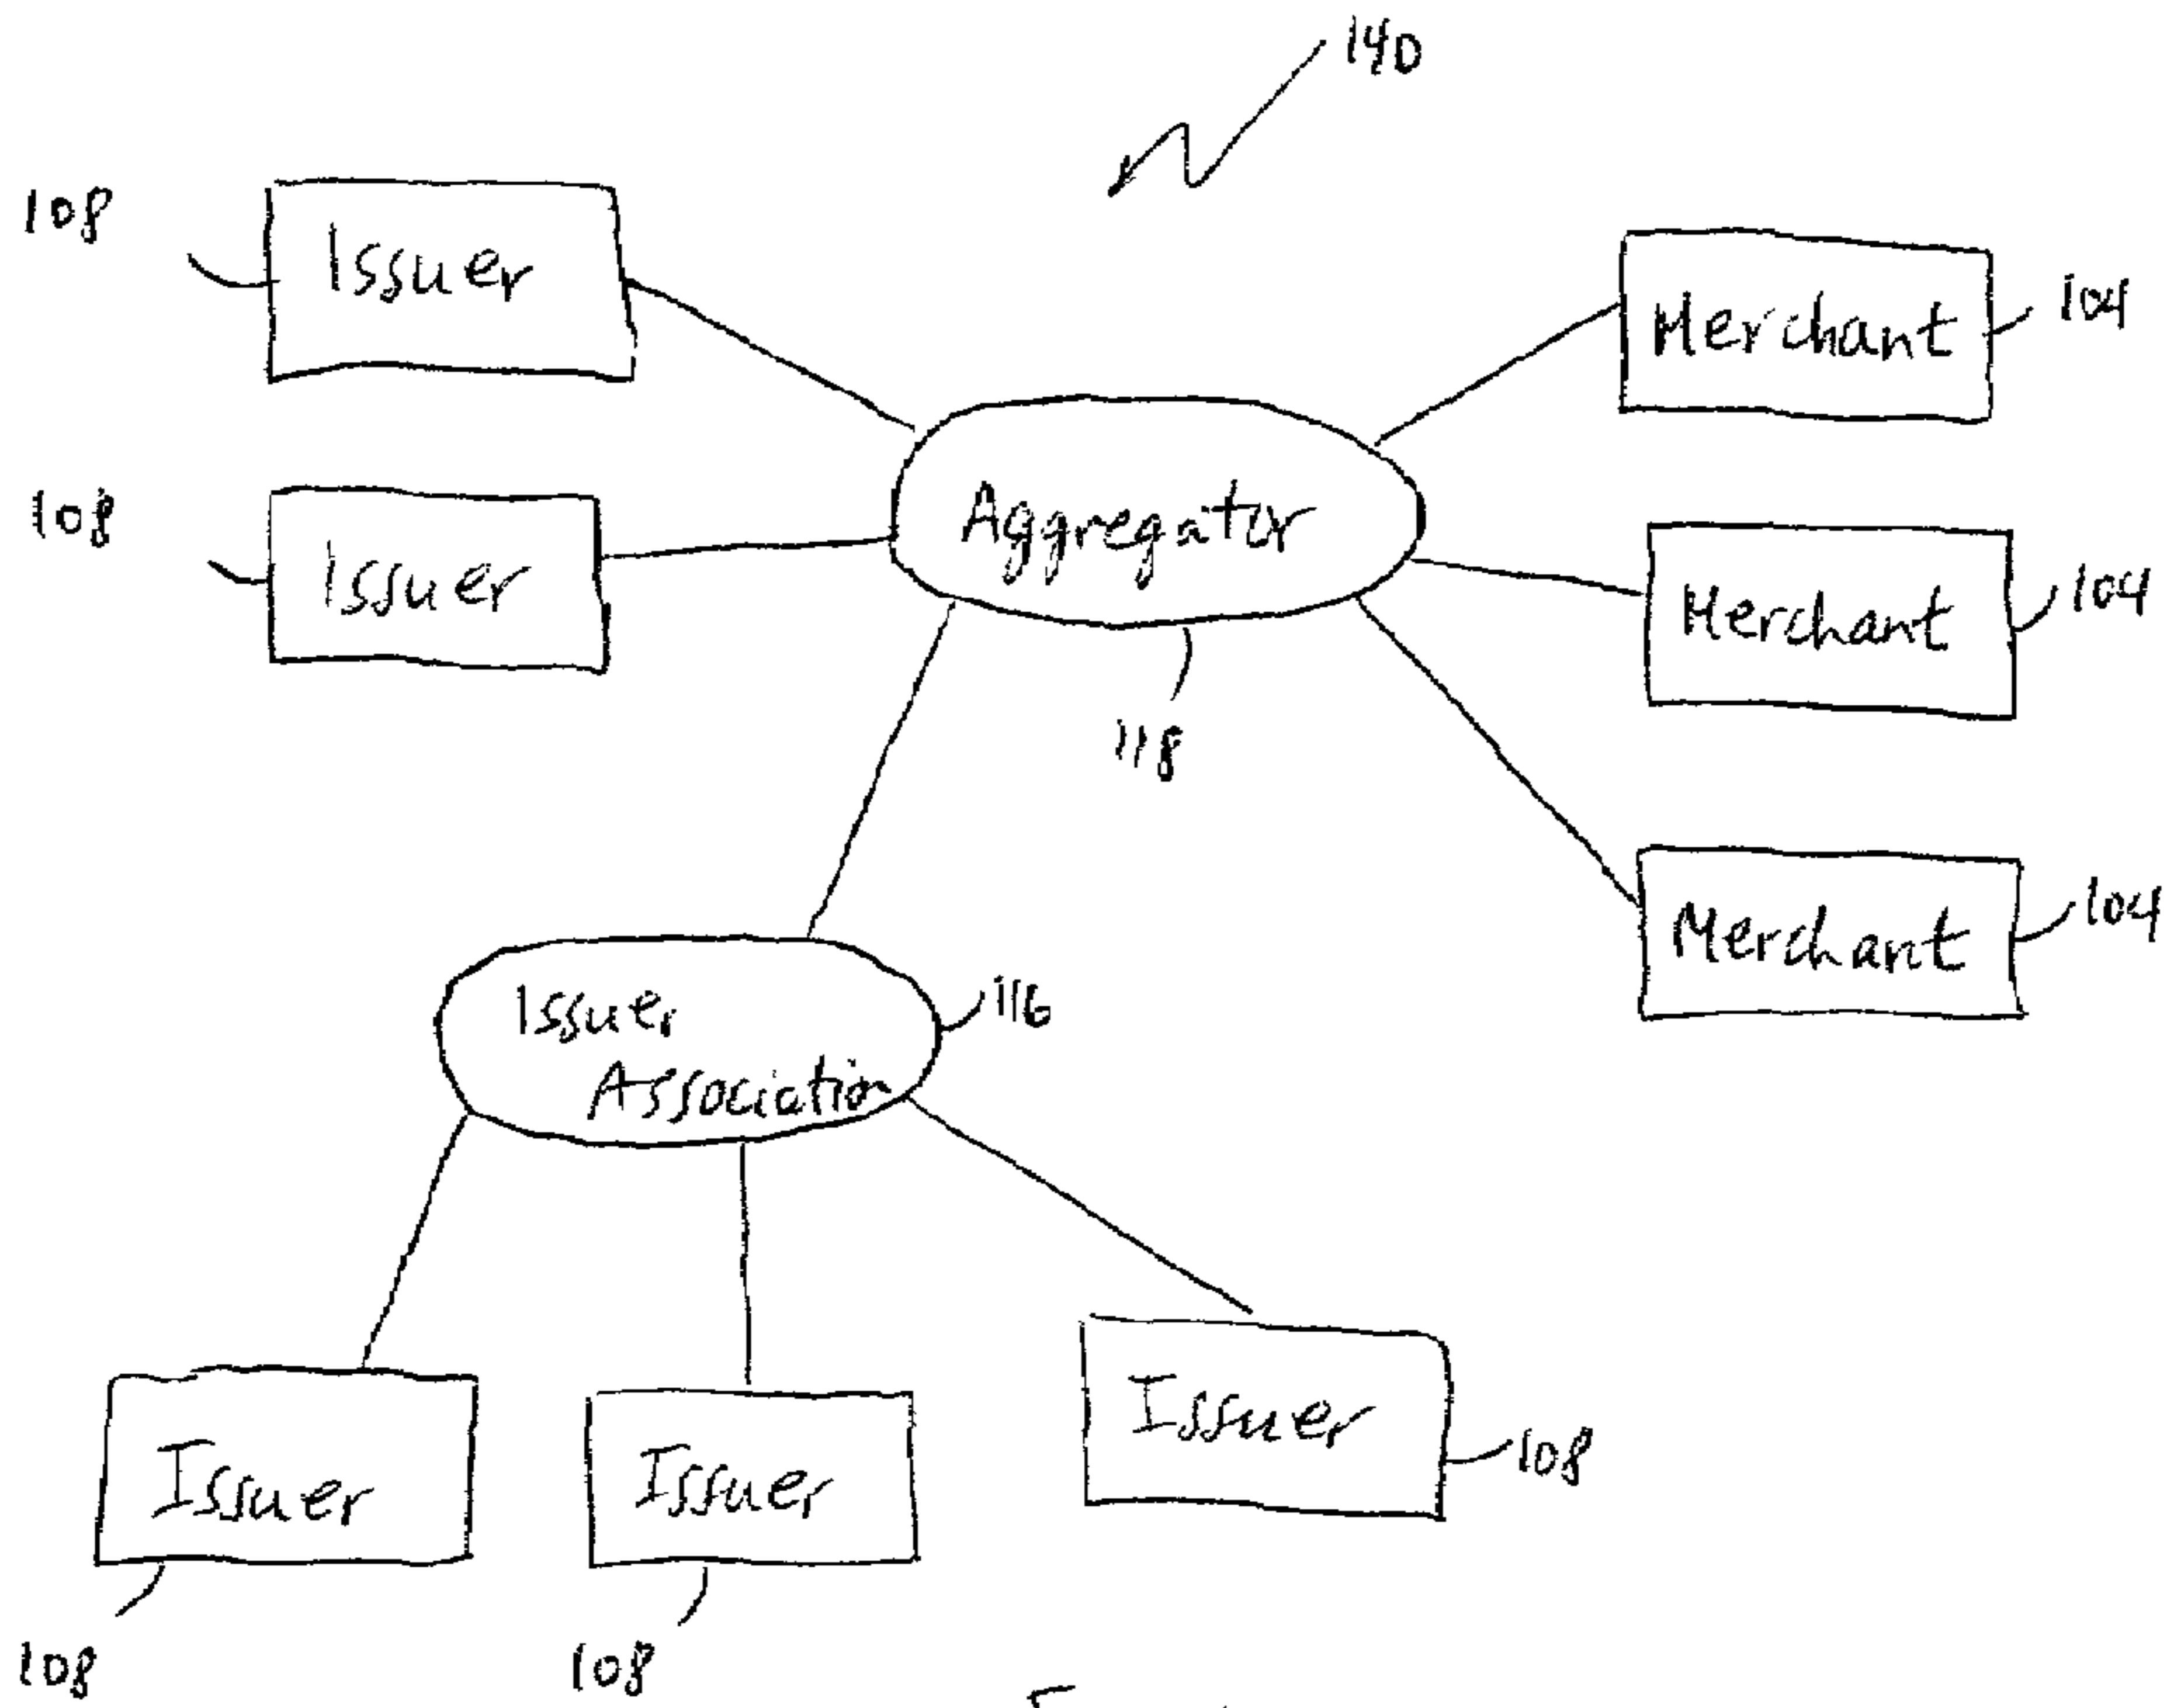 140
108
Issuer
Merchant
104
108
Issuer
Aggregator
Merchant
104
118
Merchant
104
Issuer
Association
116
Issuer
108
Issuer
108
Issuer
108